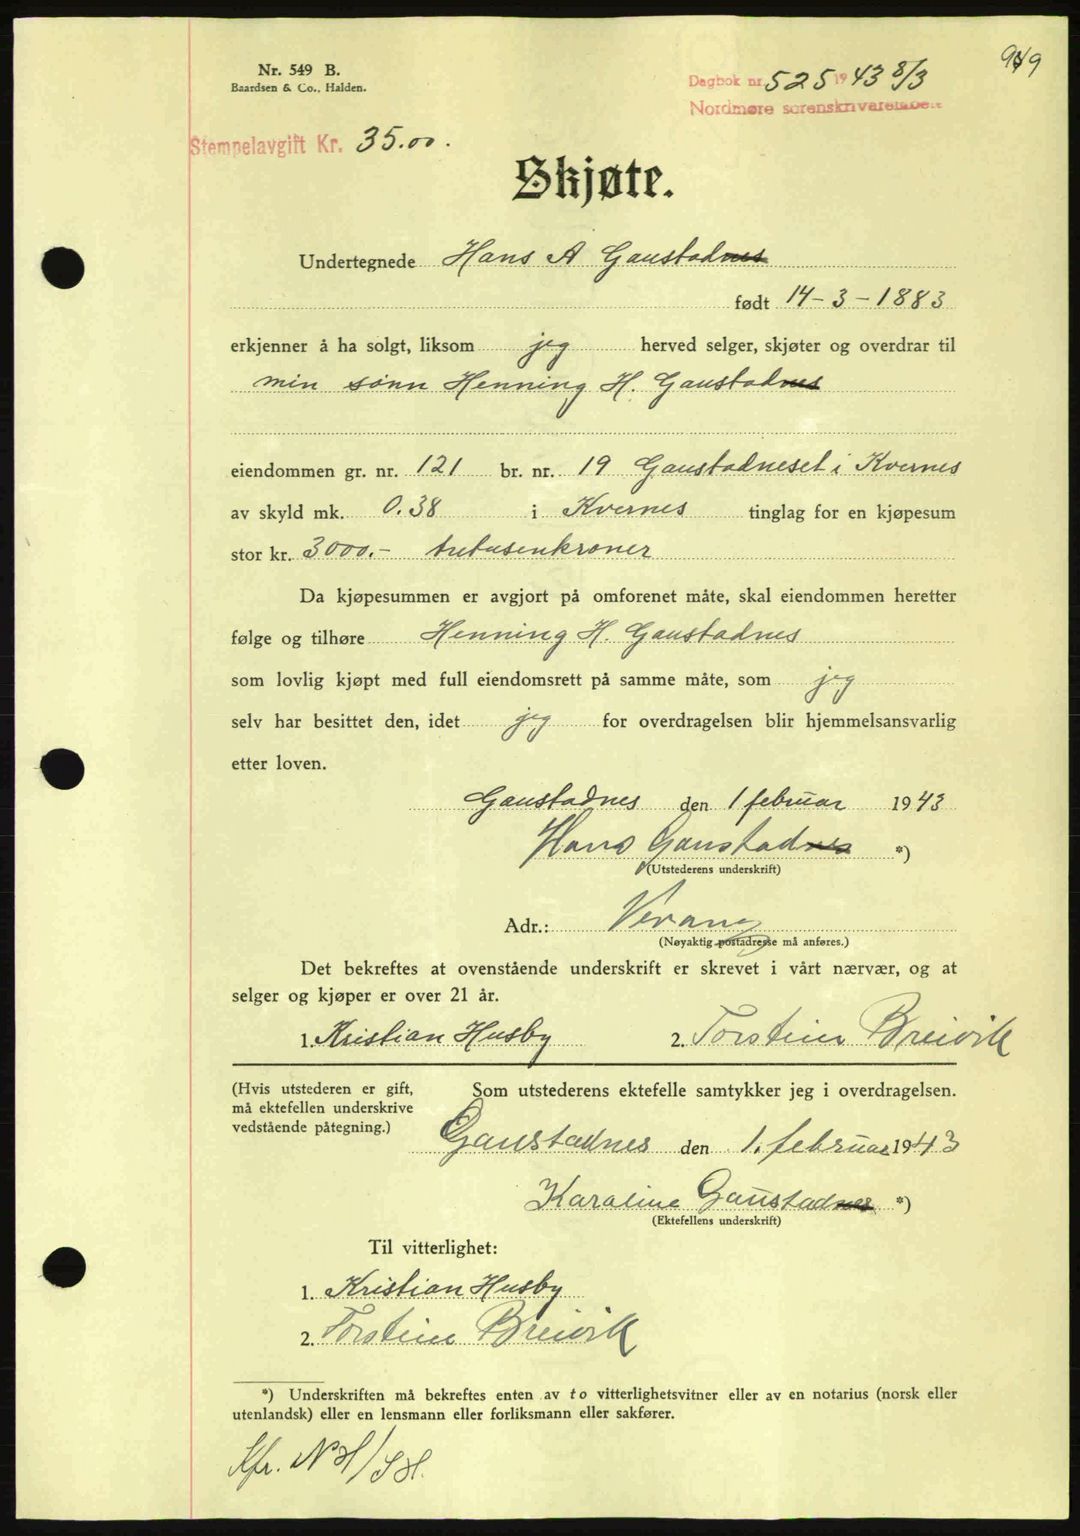 949
Nr. 549 B.
Baardsen & Co., Halden.
Dagbok nr. 525 1943 8/3
Nordmøre sorenskriverembete
Stempelavgift Kr. 35.00.
Skjøte.
Undertegnede Hans A Gaustadnes
født 14-3-1883
erkjenner å ha solgt, liksom jeg herved selger, skjøter og overdrar til
min sønn Henning H. Gaustadnes
eiendommen gr. nr. 121 br. nr. 19 Gaustadneset i Kvernes
av skyld mk. 0.38 i Kvernes tinglag for en kjøpesum
stor kr. 3000.- tretusenkroner
Da kjøpesummen er avgjort på omforenet måte, skal eiendommen heretter
følge og tilhøre Henning H. Gaustadnes
som lovlig kjøpt med full eiendomsrett på samme måte, som jeg
selv har besittet den, idet jeg for overdragelsen blir hjemmelsansvarlig
etter loven.
Gaustadnes den 1 februar 1943
Hans Gaustadnes *)
(Utstederens underskrift)
Adr.: Vevang
(Nøyaktig postadresse må anføres.)
Det bekreftes at ovenstående underskrift er skrevet i vårt nærvær, og at
selger og kjøper er over 21 år.
1. Kristian Husby 2. Torstein Breivik
(Hvis utstederen er gift,
må ektefellen underskrive
vedstående påtegning.)
Som utstederens ektefelle samtykker jeg i overdragelsen.
Gaustadnes den 1. februar 1943
Karaline Gaustadnes *)
(Ektefellens underskrift)
Til vitterlighet:
1. Kristian Husby
2. Torstein Breivik
*) Underskriften må bekreftes enten av to vitterlighetsvitner eller av en notarius (norsk eller
utenlandsk) eller en lensmann eller forliksmann eller sakfører.
Kfr. NH/SH.